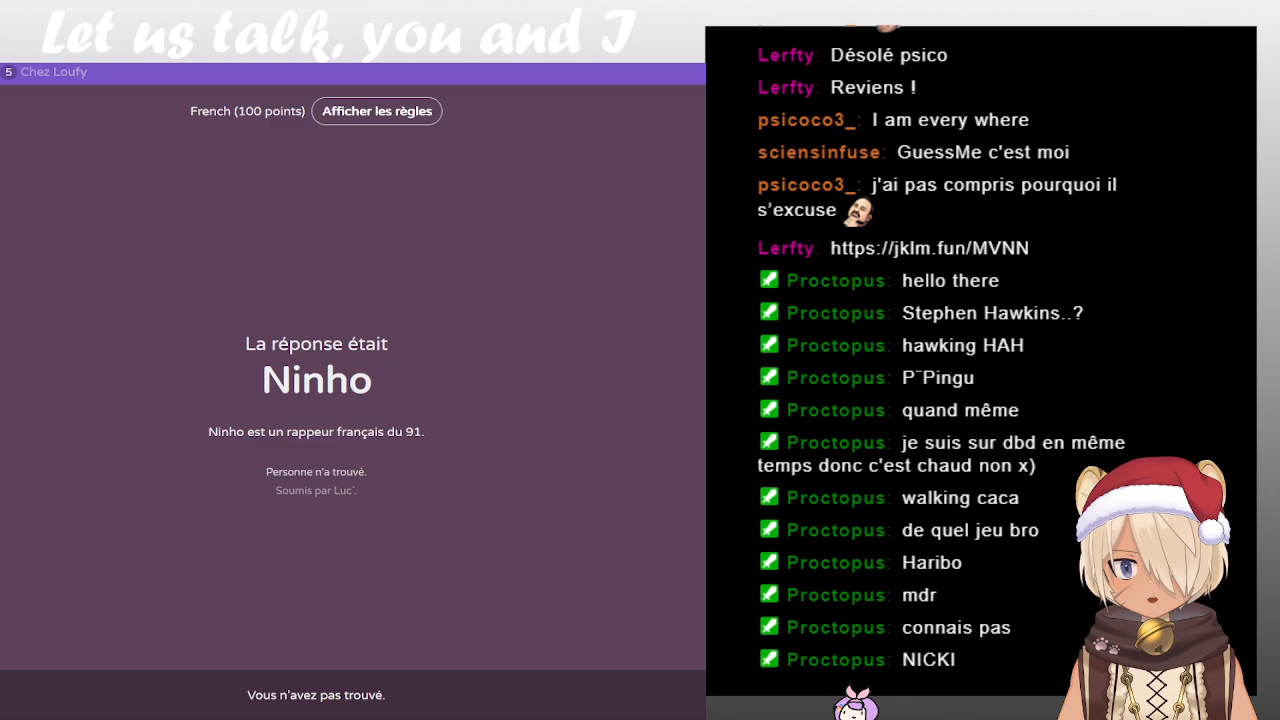 Let us talk, you and I
5 Chez Loufy
French (100 points) Afficher les règles
La réponse était
Ninho
Ninho est un rappeur français du 91.
Personne n'a trouvé.
Soumis par Luc'.
Vous n'avez pas trouvé.
Lerfty: Désolé psico
Lerfty: Reviens !
psicoco3_: I am every where
sciensinfuse: GuessMe c'est moi
psicoco3_: j'ai pas compris pourquoi il
s'excuse
Lerfty: https://jklm.fun/MVNN
Proctopus: hello there
Proctopus: Stephen Hawkins..?
Proctopus: hawking HAH
Proctopus: P¨Pingu
Proctopus: quand même
Proctopus: je suis sur dbd en même
temps donc c'est chaud non x)
Proctopus: walking caca
Proctopus: de quel jeu bro
Proctopus: Haribo
Proctopus: mdr
Proctopus: connais pas
Proctopus: NICKI